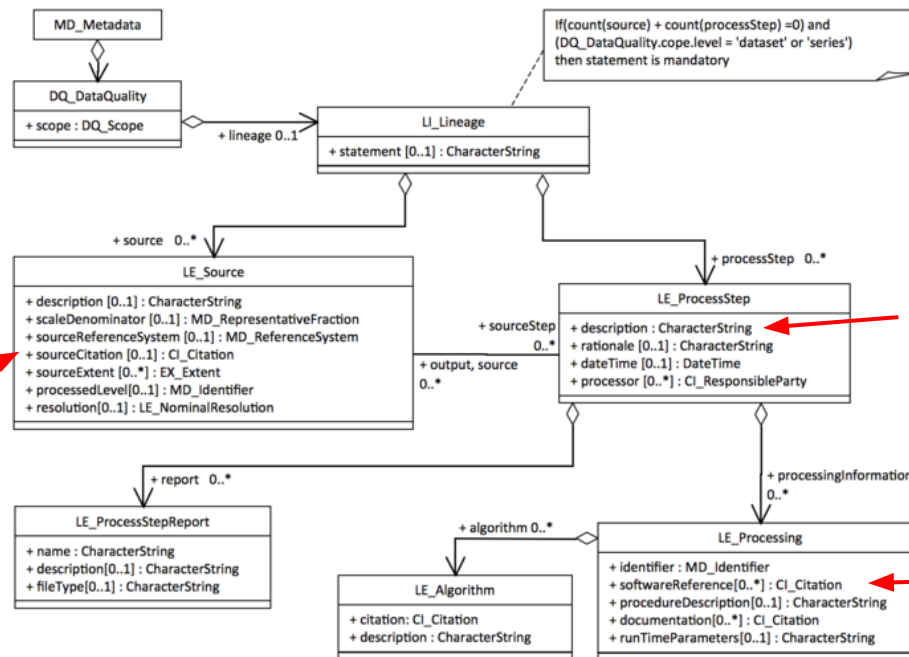 MD_Metadata
If(count(source) + count(processStep) =0) and
(DQ_DataQuality.cope.level = 'dataset' or 'series')
then statement is mandatory
DQ_DataQuality
+ scope : DQ_Scope
+ lineage 0..1
LI_Lineage
+ statement [0..1] : CharacterString
+ source 0..*
+ processStep 0..*
LE_Source
+ description [0..1] : CharacterString
+ scaleDenominator [0..1] : MD_RepresentativeFraction
+ sourceReferenceSystem [0..1] : MD_ReferenceSystem
+ sourceCitation [0..1] : CI_Citation
+ sourceExtent [0..*] : EX_Extent
+ processedLevel[0..1] : MD_Identifier
+ resolution[0..1] : LE_NominalResolution
+ sourceStep
0..*
+ output, source
0..*
LE_ProcessStep
+ description : CharacterString
+ rationale [0..1] : CharacterString
+ dateTime [0..1] : DateTime
+ processor [0..*] : CI_ResponsibleParty
+ report 0..*
+ processingInformation
0..*
LE_ProcessStepReport
+ name : CharacterString
+ description[0..1] : CharacterString
+ fileType[0..1] : CharacterString
+ algorithm 0..*
LE_Algorithm
+ citation: CI_Citation
+ description : CharacterString
LE_Processing
+ identifier : MD_Identifier
+ softwareReference[0..*] : CI_Citation
+ procedureDescription[0..1] : CharacterString
+ documentation[0..*] : CI_Citation
+ runTimeParameters[0..1] : CharacterString